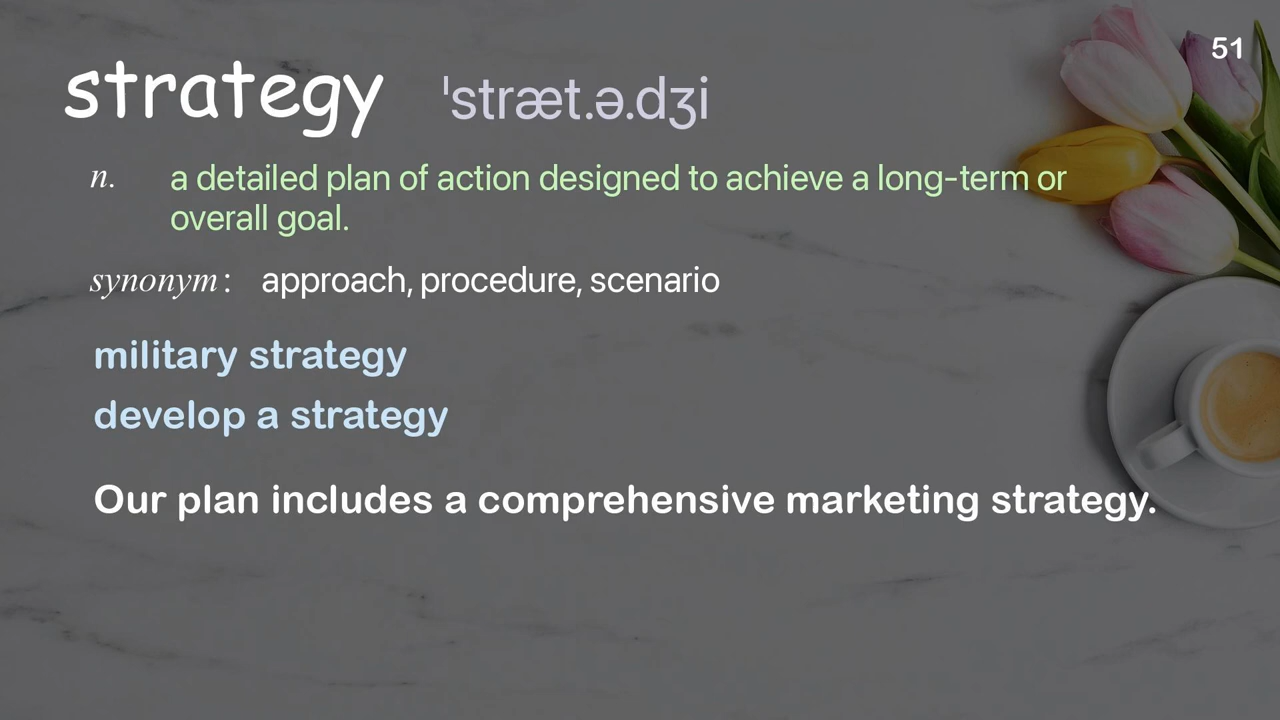 51
strategy ˈstræt.ə.dʒi
n. a detailed plan of action designed to achieve a long-term or
overall goal.
synonym: approach, procedure, scenario
military strategy
develop a strategy
Our plan includes a comprehensive marketing strategy.